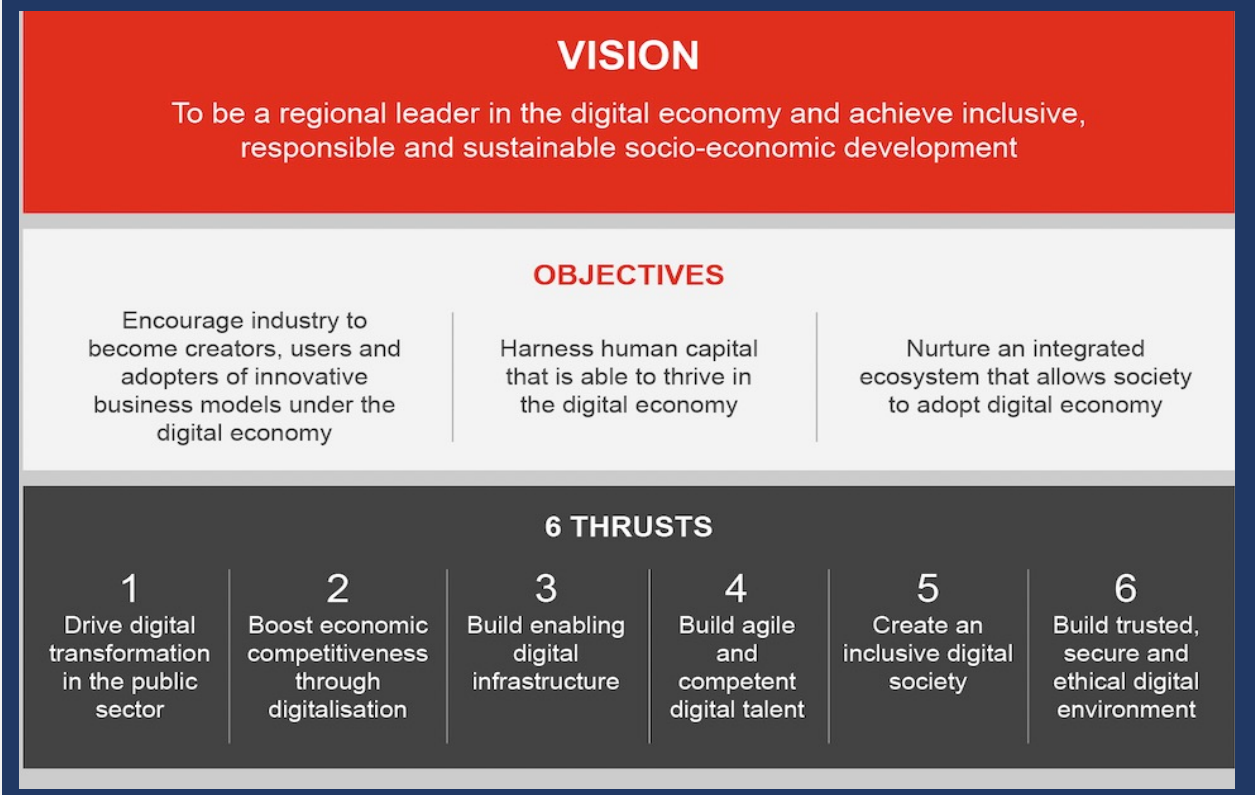 VISION
To be a regional leader in the digital economy and achieve inclusive,
responsible and sustainable socio-economic development
OBJECTIVES
Encourage industry to
become creators, users and
adopters of innovative
business models under the
digital economy
Harness human capital
that is able to thrive in
the digital economy
Nurture an integrated
ecosystem that allows society
to adopt digital economy
6 THRUSTS
1
Drive digital
transformation
in the public
sector
2
Boost economic
competitiveness
through
digitalisation
3
Build enabling
digital
infrastructure
4
Build agile
and
competent
digital talent
5
Create an
inclusive digital
society
6
Build trusted,
secure and
ethical digital
environment